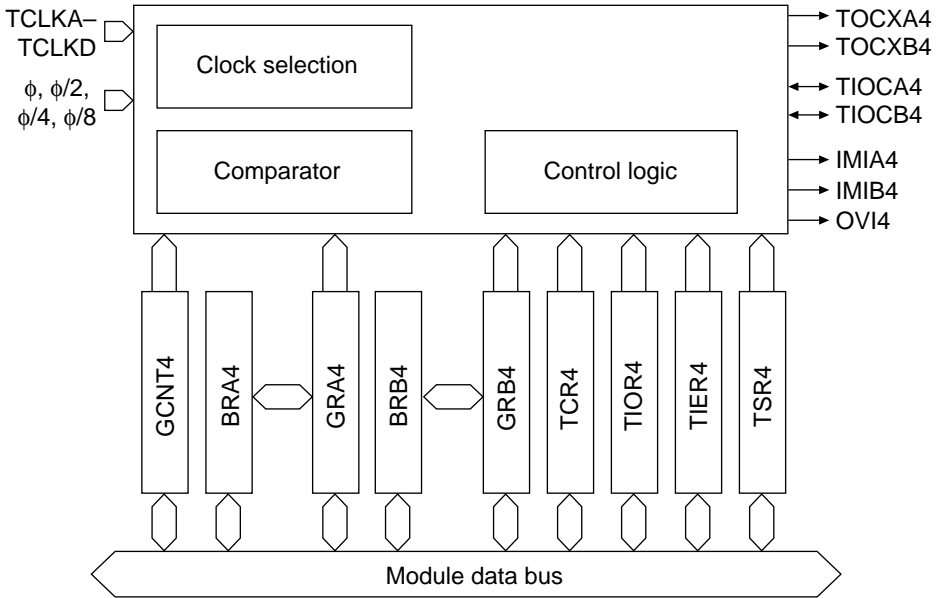 TCLKA–
TCLKD
ϕ, ϕ/2,
ϕ/4, ϕ/8
Clock selection
Comparator
Control logic
TOCXA4
TOCXB4
TIOCA4
TIOCB4
IMIA4
IMIB4
OVI4
GCNT4
BRA4
GRA4
BRB4
GRB4
TCR4
TIOR4
TIER4
TSR4
Module data bus